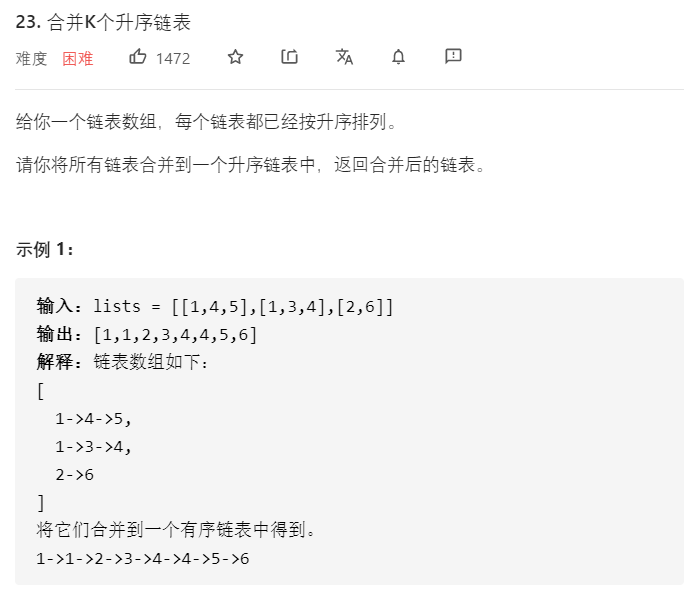 23. 合并K个升序链表
难度 困难 1472
给你一个链表数组，每个链表都已经按升序排列。
请你将所有链表合并到一个升序链表中，返回合并后的链表。
示例 1：
输入：lists = [[1,4,5],[1,3,4],[2,6]]
输出：[1,1,2,3,4,4,5,6]
解释：链表数组如下：
[
  1->4->5,
  1->3->4,
  2->6
]
将它们合并到一个有序链表中得到。
1->1->2->3->4->4->5->6